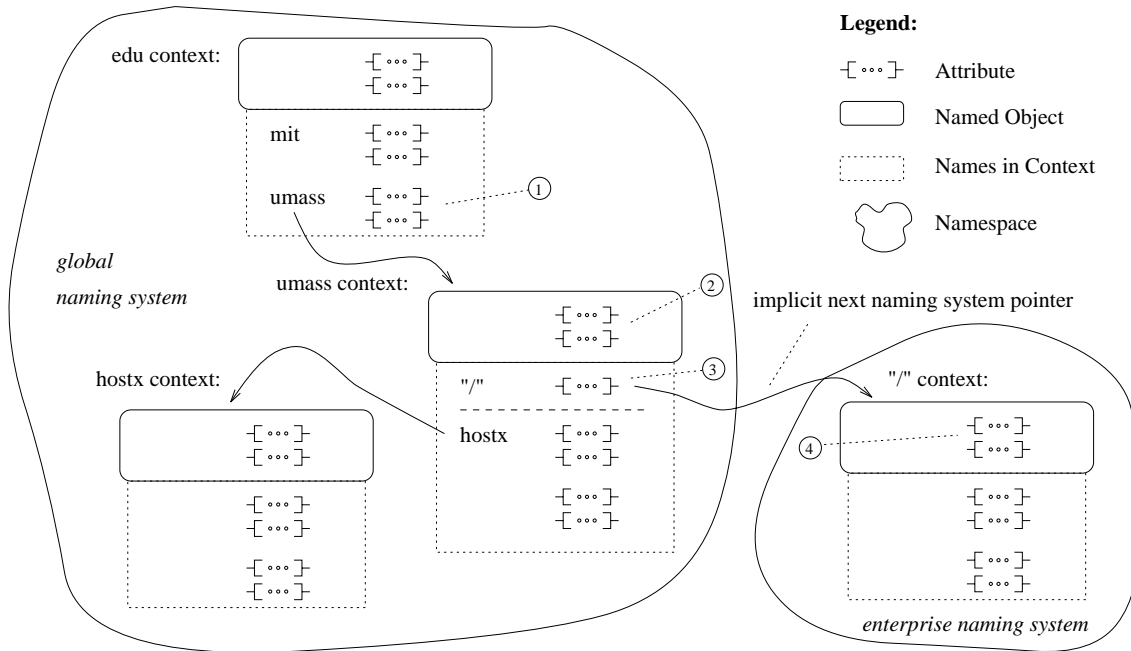 Legend:
edu context:
Attribute
Named Object
mit
Names in Context
1
umass
Namespace
global
naming system
umass context:
2
implicit next naming system pointer
3
hostx context:
"/"
"/" context:
hostx
4
enterprise naming system